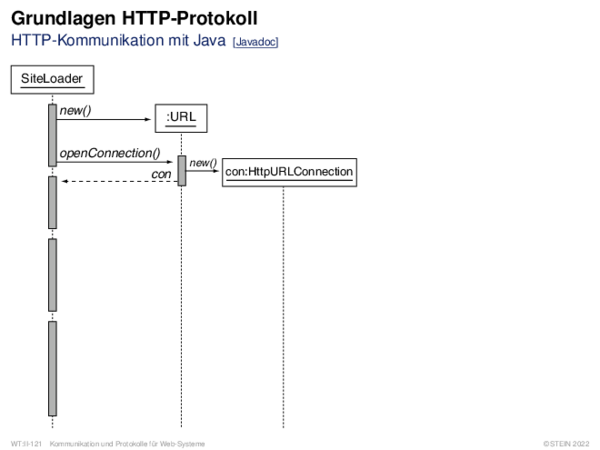 Grundlagen HTTP-Protokoll
HTTP-Kommunikation mit Java [Javadoc]
SiteLoader
new()
:URL
openConnection()
new()
con
con:HttpURLConnection
WT:II-121 Kommunikation und Protokolle für Web-Systeme
©STEIN 2022